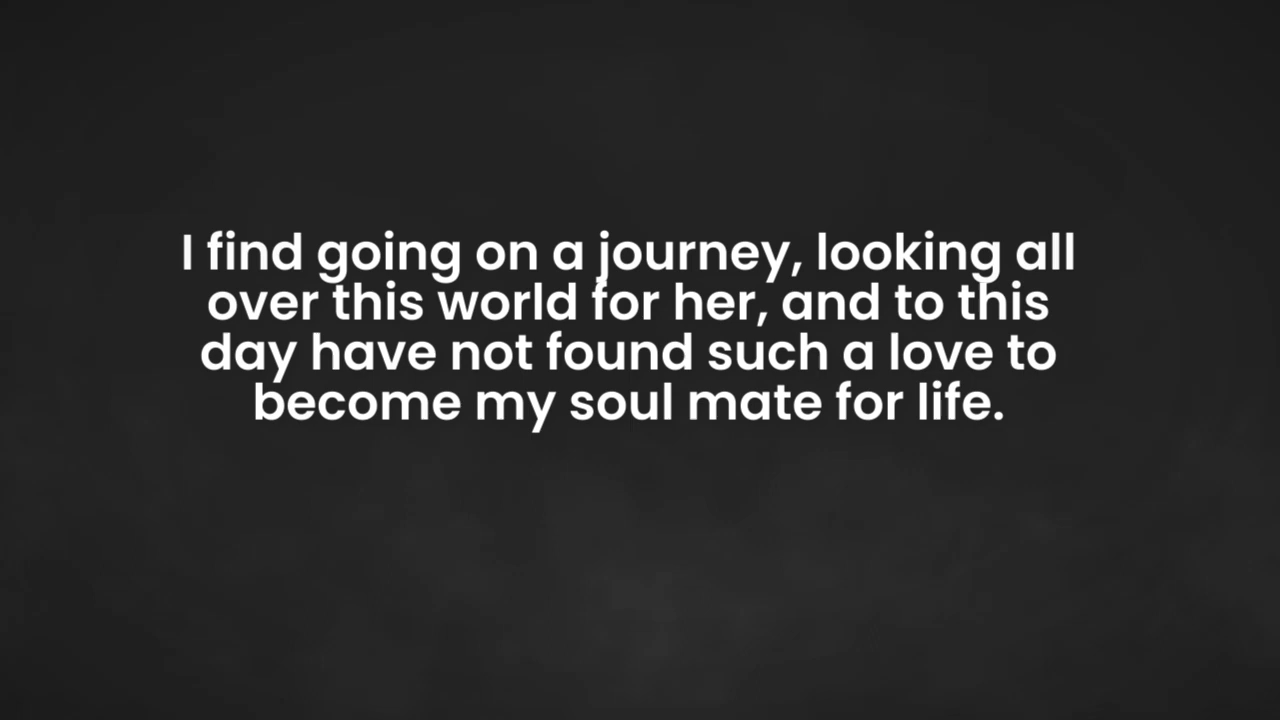 I find going on a journey, looking all
over this world for her, and to this
day have not found such a love to
become my soul mate for life.